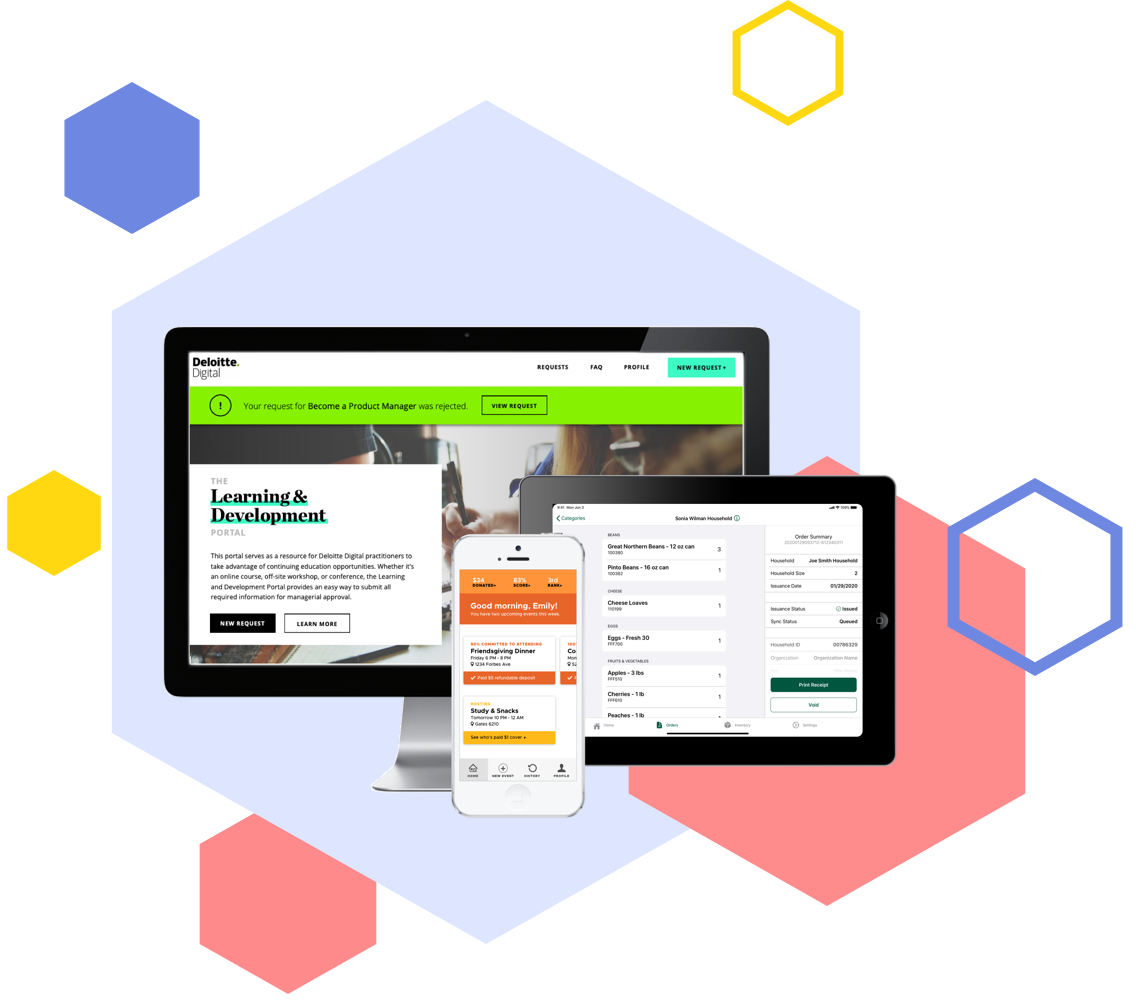 Deloitte.
Digital
REQUESTS
FAQ
PROFILE
NEW REQUEST +
!
Your request for Become a Product Manager was rejected.
VIEW REQUEST
THE
Learning &
Development
PORTAL
This portal serves as a resource for Deloitte Digital practitioners to
take advantage of continuing education opportunities. Whether it's
an online course, off-site workshop, or conference, the Learning
and Development Portal provides an easy way to submit all
required information for managerial approval.
NEW REQUEST
LEARN MORE
$34
83%
3rd
DONATED
SCORE
RANK
Good morning, Emily!
You have two upcoming events this week.
80% COMMITTED TO ATTENDING
Friendsgiving Dinner
Friday 6 PM - 8 PM
1234 Forbes Ave
Paid $5 refundable deposit
HOSTING
Study & Snacks
Tomorrow 10 PM - 12 AM
Gates 6210
See who's paid $1 cover
HOME
NEW EVENT
HISTORY
PROFILE
9:41 Mon Jun 3
100%
Categories
Sonia Wilman Household
BEANS
Great Northern Beans - 12 oz can
100380
3
Pinto Beans - 16 oz can
100382
1
CHEESE
Cheese Loaves
110199
1
EGGS
Eggs - Fresh 30
FFF700
1
FRUITS & VEGETABLES
Apples - 3 lbs
FFF510
1
Cherries - 1 lb
FFF610
1
Peaches - 1 lb
Order Summary
Household Joe Smith Household
Household Size 2
Issuance Date 01/29/2020
Issuance Status Issued
Sync Status Queued
Household ID 00786329
Organization Organization Name
Print Receipt
Void
Home
Orders
Inventory
Settings